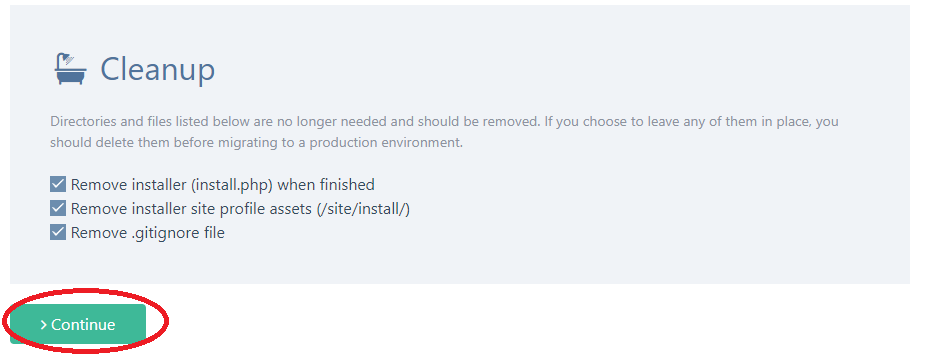 Cleanup
Directories and files listed below are no longer needed and should be removed. If you choose to leave any of them in place, you
should delete them before migrating to a production environment.
Remove installer (install.php) when finished
Remove installer site profile assets (/site/install/)
Remove .gitignore file
Continue